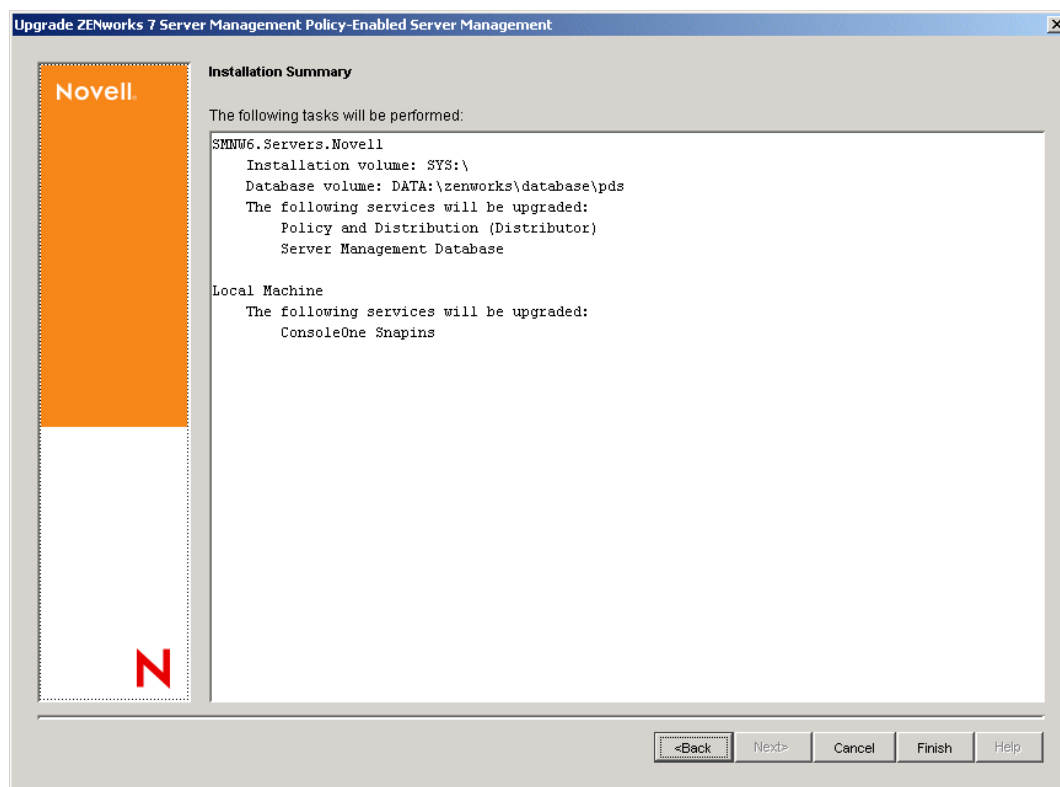 Upgrade ZENworks 7 Server Management Policy-Enabled Server Management
Novell.
Installation Summary
The following tasks will be performed:
SMNW6.Servers.Novell
Installation volume: SYS:\
Database volume: DATA:\zenworks\database\pds
The following services will be upgraded:
Policy and Distribution (Distributor)
Server Management Database
Local Machine
The following services will be upgraded:
ConsoleOne Snapins
N
<Back Next> Cancel Finish Help